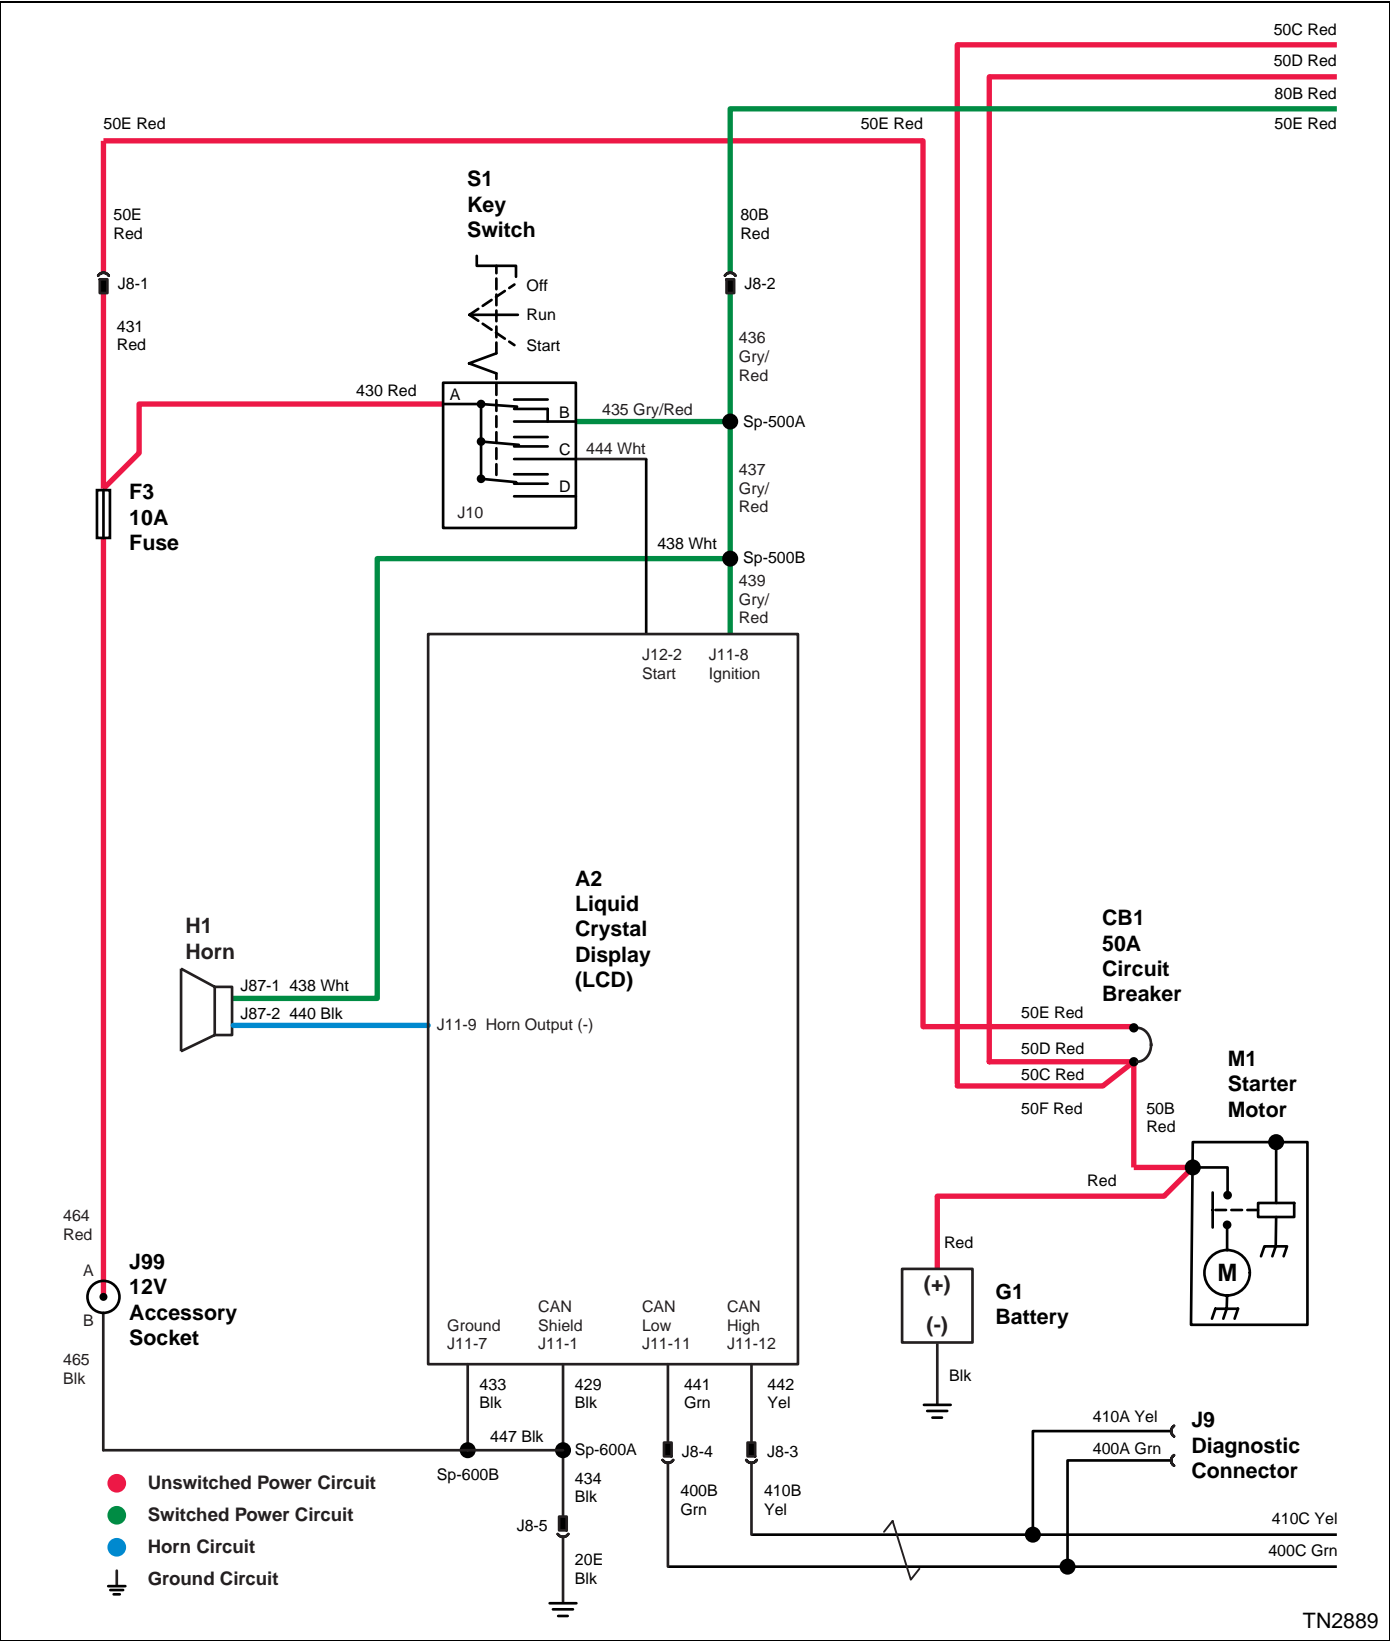 50C Red
50D Red
80B Red
50E Red
50E Red
50E Red
S1
Key
Switch
50E
Red
80B
Red
J8-1
J8-2
Off
Run
Start
431
Red
436
Gry/
Red
430 Red
A
B
435 Gry/Red
Sp-500A
C
444 Wht
D
J10
437
Gry/
Red
F3
10A
Fuse
438 Wht
Sp-500B
439
Gry/
Red
J12-2
Start
J11-8
Ignition
A2
Liquid
Crystal
Display
(LCD)
H1
Horn
J87-1 438 Wht
J87-2 440 Blk
J11-9 Horn Output (-)
CB1
50A
Circuit
Breaker
50E Red
50D Red
50C Red
50F Red
50B
Red
M1
Starter
Motor
Red
Red
M
(+)
(-)
G1
Battery
Blk
464
Red
A
B
J99
12V
Accessory
Socket
465
Blk
Ground
J11-7
CAN
Shield
J11-1
CAN
Low
J11-11
CAN
High
J11-12
433
Blk
429
Blk
441
Grn
442
Yel
447 Blk
Sp-600A
Sp-600B
J8-4
J8-3
434
Blk
400B
Grn
410B
Yel
J8-5
20E
Blk
410A Yel
400A Grn
J9
Diagnostic
Connector
410C Yel
400C Grn
Unswitched Power Circuit
Switched Power Circuit
Horn Circuit
Ground Circuit
TN2889